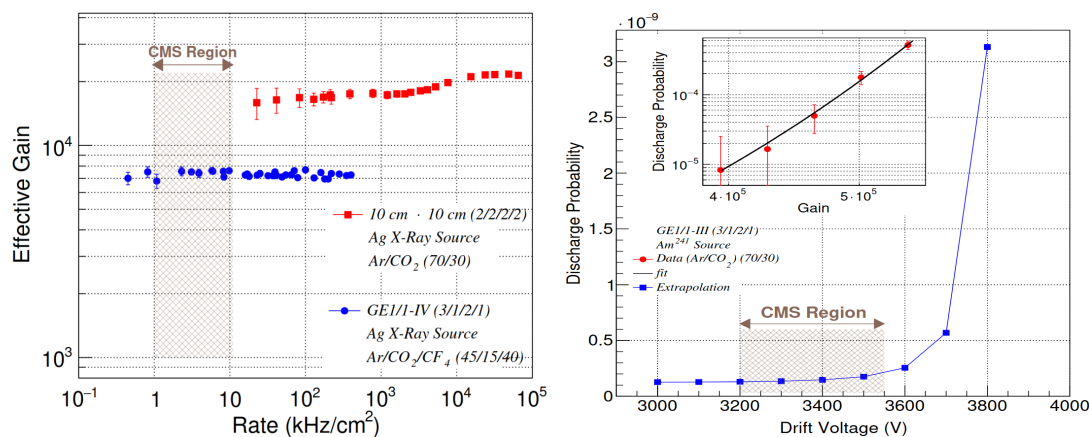 CMS Region
Effective Gain
10⁴
10³
10 cm · 10 cm (2/2/2/2)
Ag X-Ray Source
Ar/CO₂ (70/30)
GE1/1-IV (3/1/2/1)
Ag X-Ray Source
Ar/CO₂/CF₄ (45/15/40)
10⁻¹ 1 10 10² 10³ 10⁴ 10⁵
Rate (kHz/cm²)
×10⁻⁹
Discharge Probability
3
2.5
2
1.5
1
0.5
0
Discharge Probability
10⁻⁴
10⁻⁵
4·10⁵ 5·10⁵
Gain
GE1/1-III (3/1/2/1)
Am²⁴¹ Source
Data (Ar/CO₂) (70/30)
fit
Extrapolation
CMS Region
3000 3200 3400 3600 3800 4000
Drift Voltage (V)